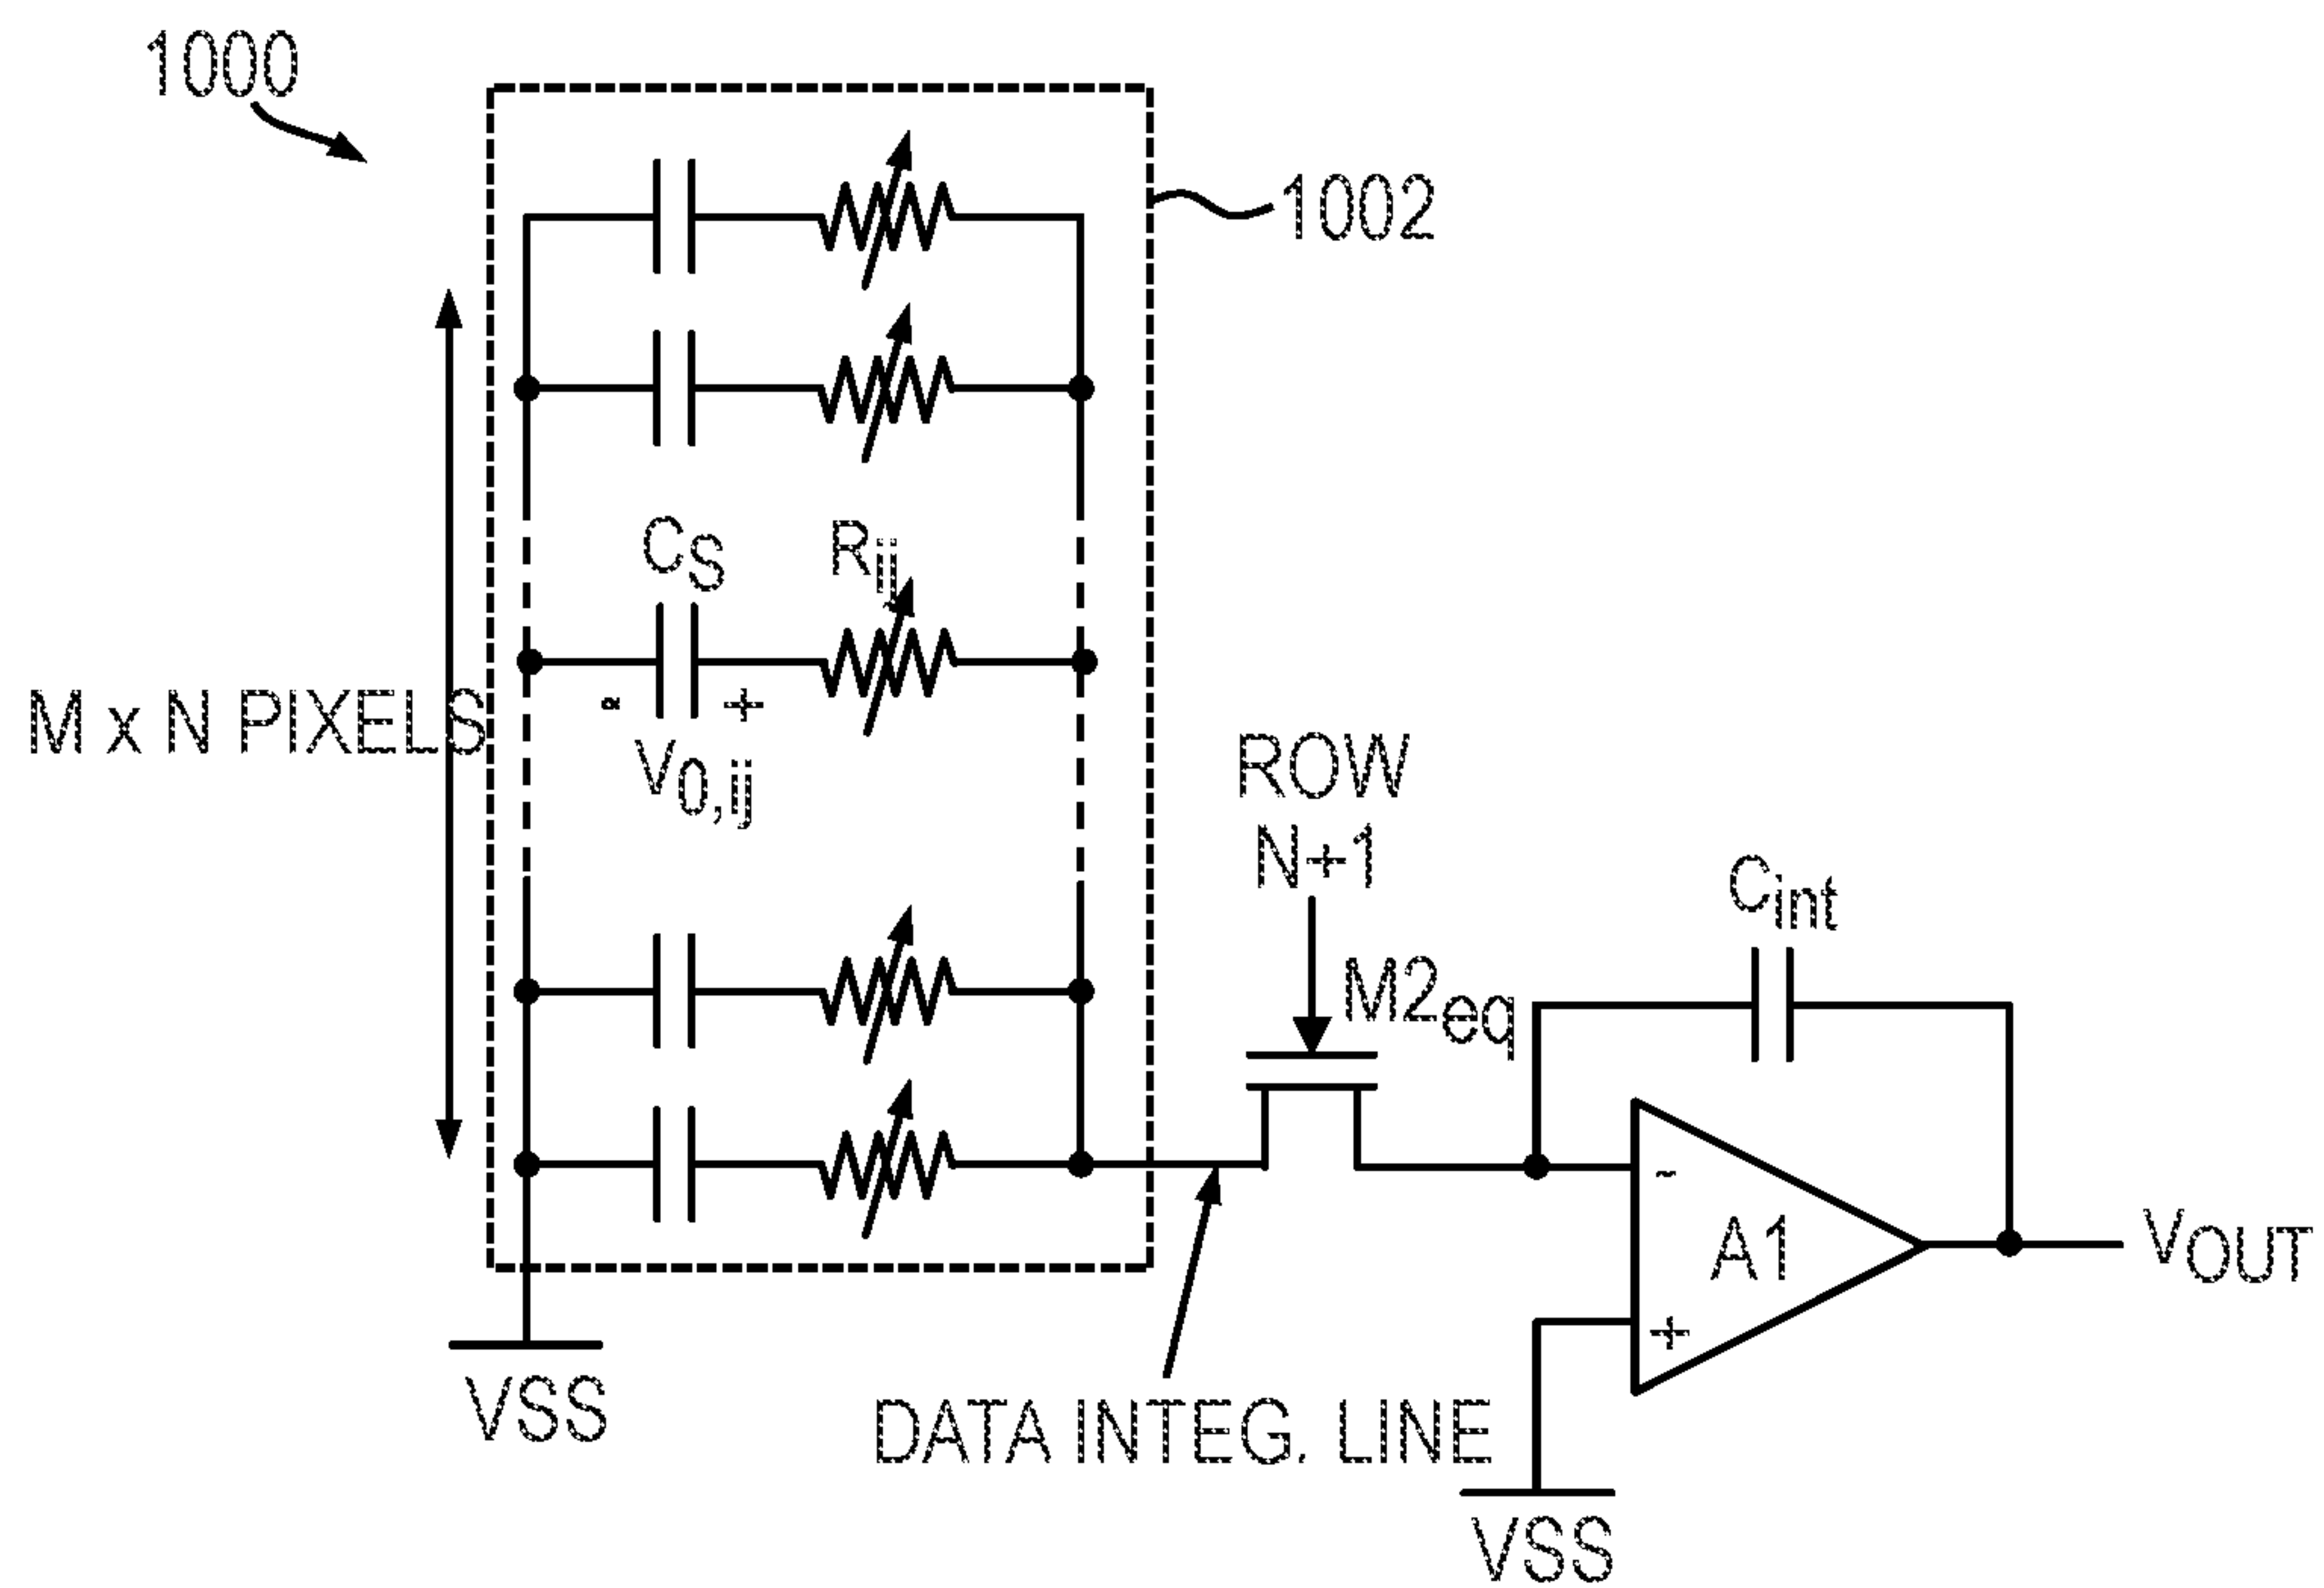 1000
1002
CS
Rij
- +
M x N PIXELS
V0,ij
ROW
N+1
Cint
M2eq
-
A1
VOUT
+
VSS
DATA INTEG. LINE
VSS